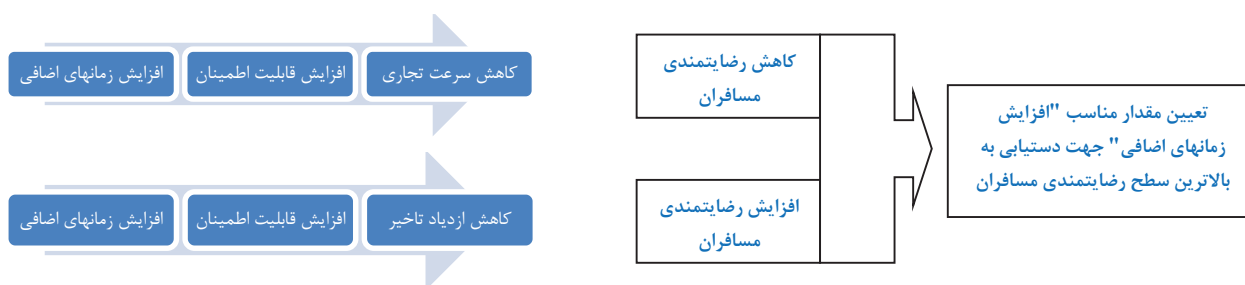 افزایش زمانهای اضافی
افزایش قابلیت اطمینان
کاهش سرعت تجاری
کاهش رضایتمندی
مسافران
افزایش زمانهای اضافی
افزایش قابلیت اطمینان
کاهش ازدیاد تاخیر
افزایش رضایتمندی
مسافران
تعیین مقدار مناسب "افزایش
زمانهای اضافی" جهت دستیابی به
بالاترین سطح رضایتمندی مسافران